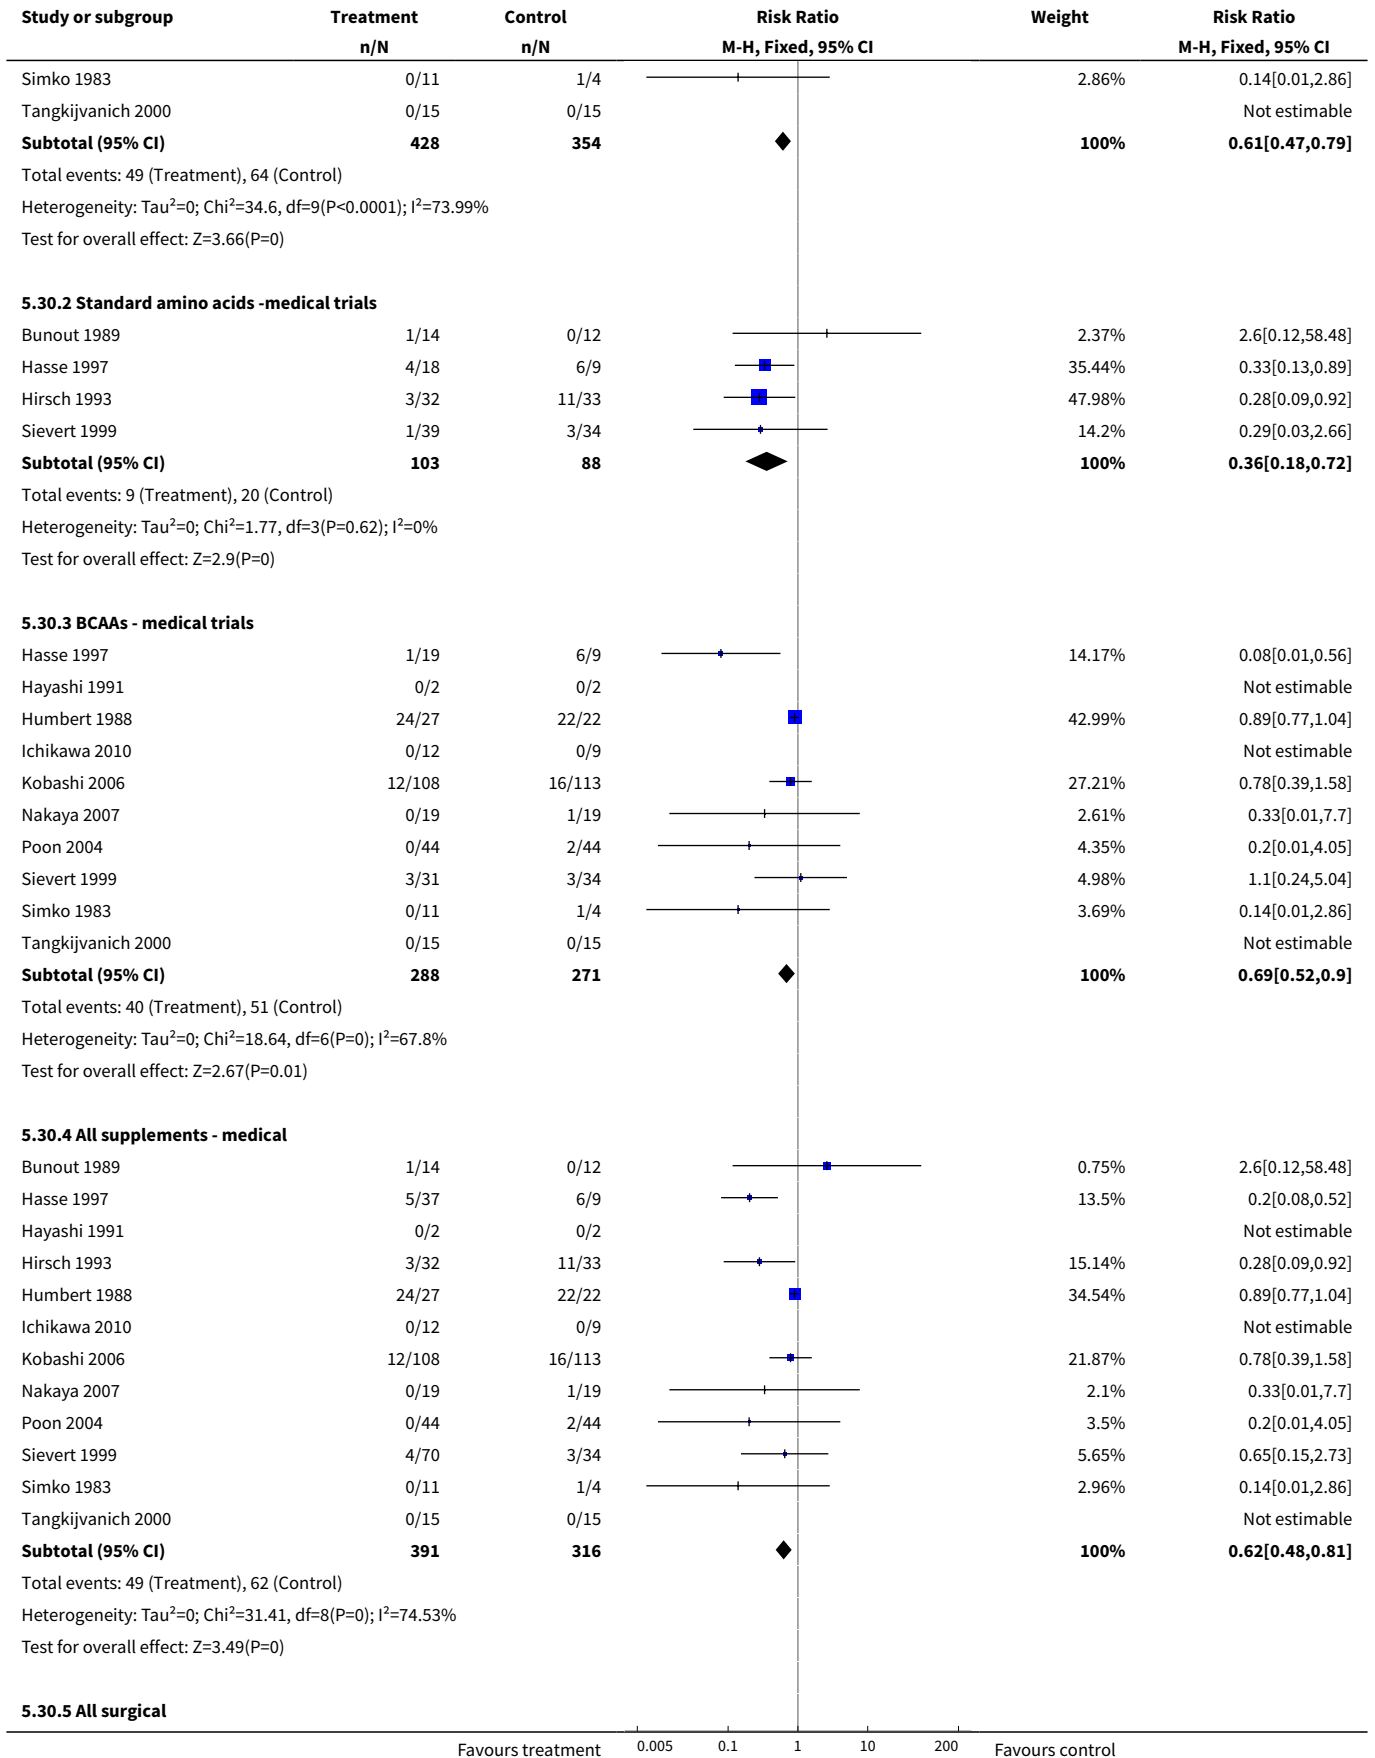 Study or subgroup Treatment Control Risk Ratio Weight Risk Ratio
n/N n/N M-H, Fixed, 95% CI M-H, Fixed, 95% CI
Simko 1983 0/11 1/4 2.86% 0.14[0.01,2.86]
Tangkijvanich 2000 0/15 0/15 Not estimable
Subtotal (95% CI) 428 354 100% 0.61[0.47,0.79]
Total events: 49 (Treatment), 64 (Control)
Heterogeneity: Tau²=0; Chi²=34.6, df=9(P<0.0001); I²=73.99%
Test for overall effect: Z=3.66(P=0)
5.30.2 Standard amino acids -medical trials
Bunout 1989 1/14 0/12 2.37% 2.6[0.12,58.48]
Hasse 1997 4/18 6/9 35.44% 0.33[0.13,0.89]
Hirsch 1993 3/32 11/33 47.98% 0.28[0.09,0.92]
Sievert 1999 1/39 3/34 14.2% 0.29[0.03,2.66]
Subtotal (95% CI) 103 88 100% 0.36[0.18,0.72]
Total events: 9 (Treatment), 20 (Control)
Heterogeneity: Tau²=0; Chi²=1.77, df=3(P=0.62); I²=0%
Test for overall effect: Z=2.9(P=0)
5.30.3 BCAAs - medical trials
Hasse 1997 1/19 6/9 14.17% 0.08[0.01,0.56]
Hayashi 1991 0/2 0/2 Not estimable
Humbert 1988 24/27 22/22 42.99% 0.89[0.77,1.04]
Ichikawa 2010 0/12 0/9 Not estimable
Kobashi 2006 12/108 16/113 27.21% 0.78[0.39,1.58]
Nakaya 2007 0/19 1/19 2.61% 0.33[0.01,7.7]
Poon 2004 0/44 2/44 4.35% 0.2[0.01,4.05]
Sievert 1999 3/31 3/34 4.98% 1.1[0.24,5.04]
Simko 1983 0/11 1/4 3.69% 0.14[0.01,2.86]
Tangkijvanich 2000 0/15 0/15 Not estimable
Subtotal (95% CI) 288 271 100% 0.69[0.52,0.9]
Total events: 40 (Treatment), 51 (Control)
Heterogeneity: Tau²=0; Chi²=18.64, df=6(P=0); I²=67.8%
Test for overall effect: Z=2.67(P=0.01)
5.30.4 All supplements - medical
Bunout 1989 1/14 0/12 0.75% 2.6[0.12,58.48]
Hasse 1997 5/37 6/9 13.5% 0.2[0.08,0.52]
Hayashi 1991 0/2 0/2 Not estimable
Hirsch 1993 3/32 11/33 15.14% 0.28[0.09,0.92]
Humbert 1988 24/27 22/22 34.54% 0.89[0.77,1.04]
Ichikawa 2010 0/12 0/9 Not estimable
Kobashi 2006 12/108 16/113 21.87% 0.78[0.39,1.58]
Nakaya 2007 0/19 1/19 2.1% 0.33[0.01,7.7]
Poon 2004 0/44 2/44 3.5% 0.2[0.01,4.05]
Sievert 1999 4/70 3/34 5.65% 0.65[0.15,2.73]
Simko 1983 0/11 1/4 2.96% 0.14[0.01,2.86]
Tangkijvanich 2000 0/15 0/15 Not estimable
Subtotal (95% CI) 391 316 100% 0.62[0.48,0.81]
Total events: 49 (Treatment), 62 (Control)
Heterogeneity: Tau²=0; Chi²=31.41, df=8(P=0); I²=74.53%
Test for overall effect: Z=3.49(P=0)
5.30.5 All surgical
Favours treatment 0.005 0.1 1 10 200 Favours control